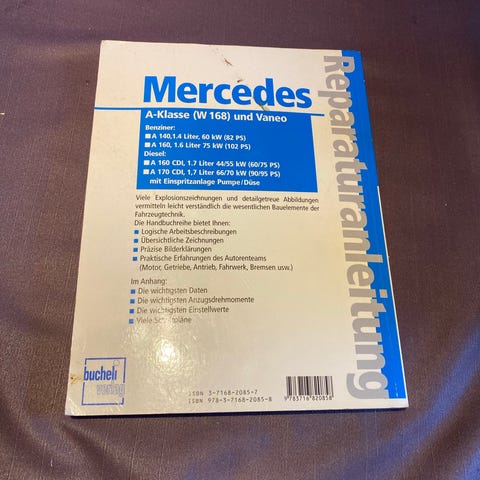 Mercedes
A-Klasse (W 168) und Vaneo
Benziner:
A 140,1.4 Liter, 60 kW (82 PS)
A 160, 1.6 Liter 75 kW (102 PS)
Diesel:
A 160 CDI, 1.7 Liter 44/55 kW (60/75 PS)
A 170 CDI, 1,7 Liter 66/70 kW (90/95 PS)
mit Einspritzanlage Pumpe/Düse
Reparaturanleitung
Viele Explosionszeichnungen und detailgetreue Abbildungen
vermitteln leicht verständlich die wesentlichen Bauelemente der
Fahrzeugtechnik.
Die Handbuchreihe bietet Ihnen:
Logische Arbeitsbeschreibungen
Übersichtliche Zeichnungen
Präzise Bilderklärungen
Praktische Erfahrungen des Autorenteams
(Motor, Getriebe, Antrieb, Fahrwerk, Bremsen usw.)
Im Anhang:
Die wichtigsten Daten
Die wichtigsten Anzugsdrehmomente
Die wichtigsten Einstellwerte
Viele Schaltpläne
bucheli
verlag
ISBN 3-7168-2085-7
ISBN 978-3-7168-2085-8
9 783716 820858